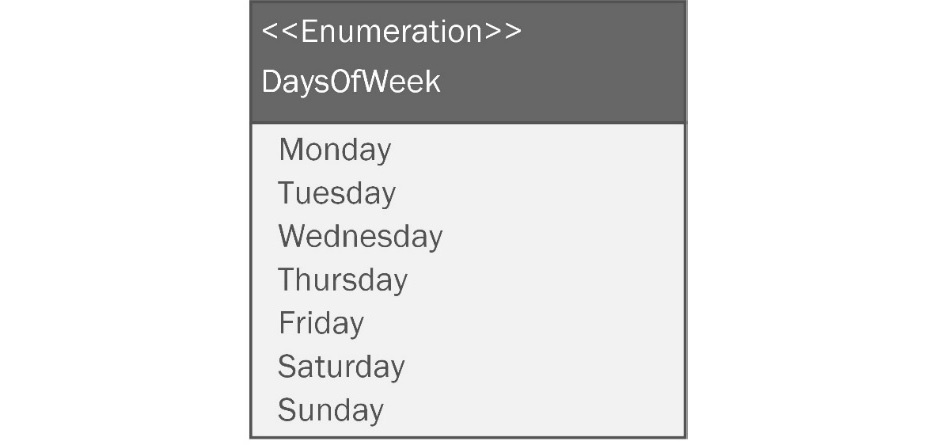 <<Enumeration>>
DaysOfWeek
Monday
Tuesday
Wednesday
Thursday
Friday
Saturday
Sunday